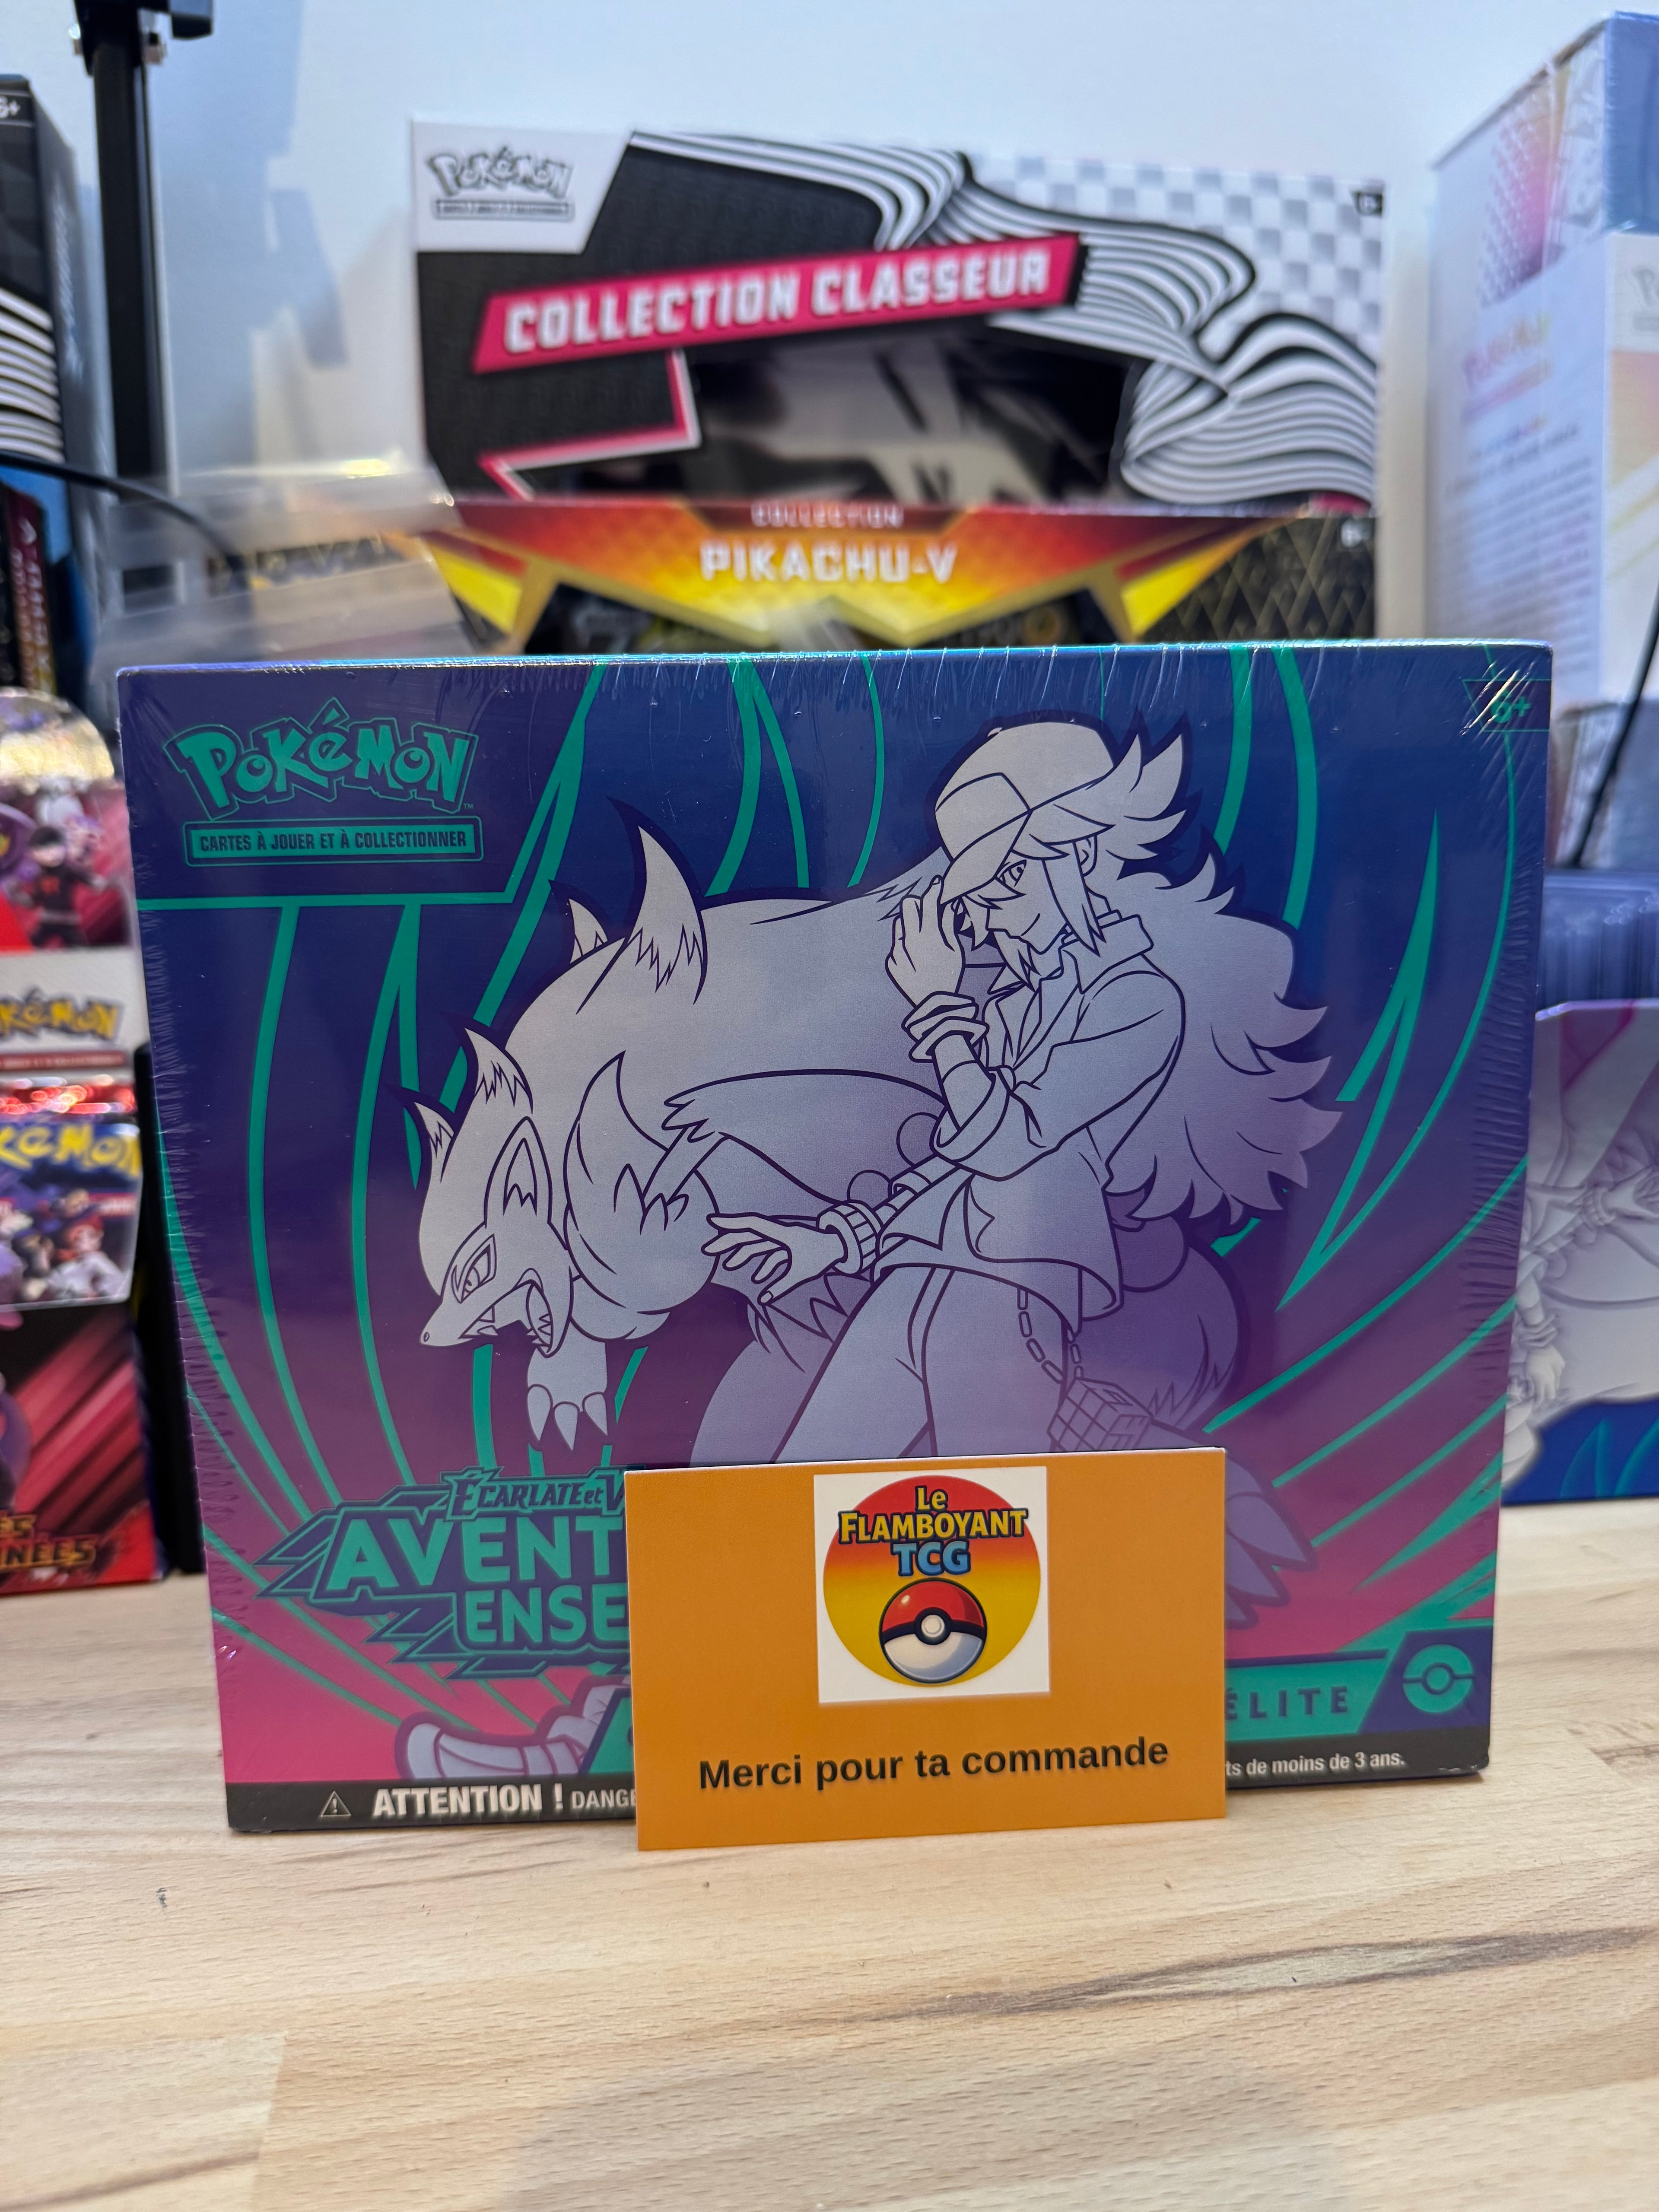 Pokémon
COLLECTION CLASSEUR
COLLECTION
PIKACHU-V
Pokémon
CARTES À JOUER ET À COLLECTIONNER
6+
ÉCARLATE et V
AVENT
ENSE
ÉLITE
ATTENTION ! DANGE
ts de moins de 3 ans.
Le
FLAMBOYANT
TCG
Merci pour ta commande